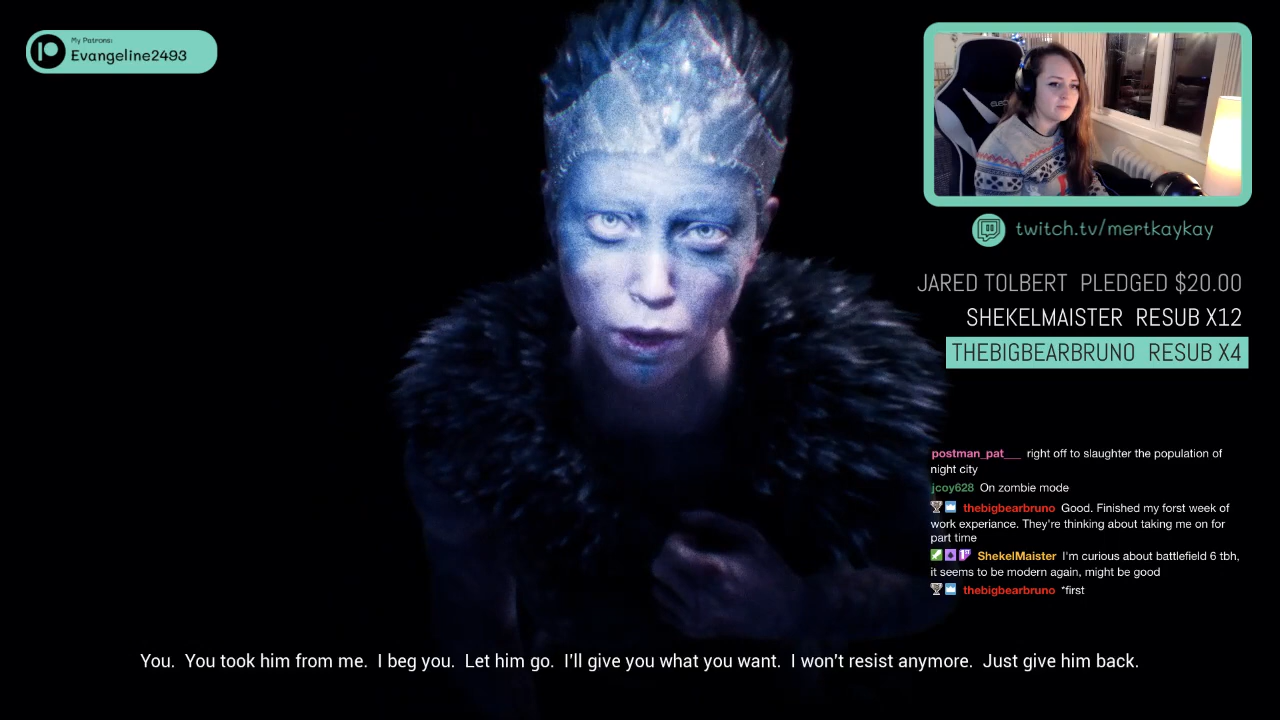 My Patrons:
Evangeline2493
twitch.tv/mertkaykay
JARED TOLBERT PLEDGED $20.00
SHEKELMAISTER RESUB X12
THEBIGBEARBRUNO RESUB X4
postman_pat___ right off to slaughter the population of
night city
jcoy628 On zombie mode
thebigbearbruno Good. Finished my forst week of
work experiance. They're thinking about taking me on for
part time
ShekelMaister I'm curious about battlefield 6 tbh,
it seems to be modern again, might be good
thebigbearbruno *first
You. You took him from me. I beg you. Let him go. I'll give you what you want. I won't resist anymore. Just give him back.